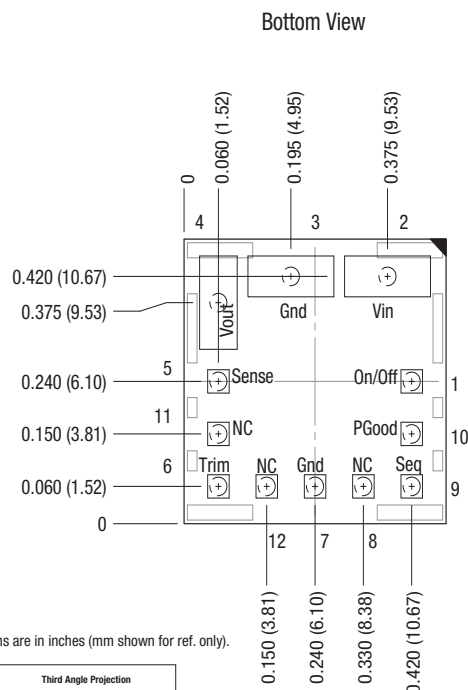 Bottom View
0
0.060 (1.52)
0.195 (4.95)
0.375 (9.53)
4
3
2
0.420 (10.67)
0.375 (9.53)
Vout
Gnd
Vin
0.240 (6.10)
5
Sense
On/Off
1
11
0.150 (3.81)
NC
PGood
10
0.060 (1.52)
6
Trim
NC
Gnd
NC
Seq
9
0
12
7
8
0.150 (3.81)
0.240 (6.10)
0.330 (8.38)
0.420 (10.67)
are in inches (mm shown for ref. only).
Third Angle Projection